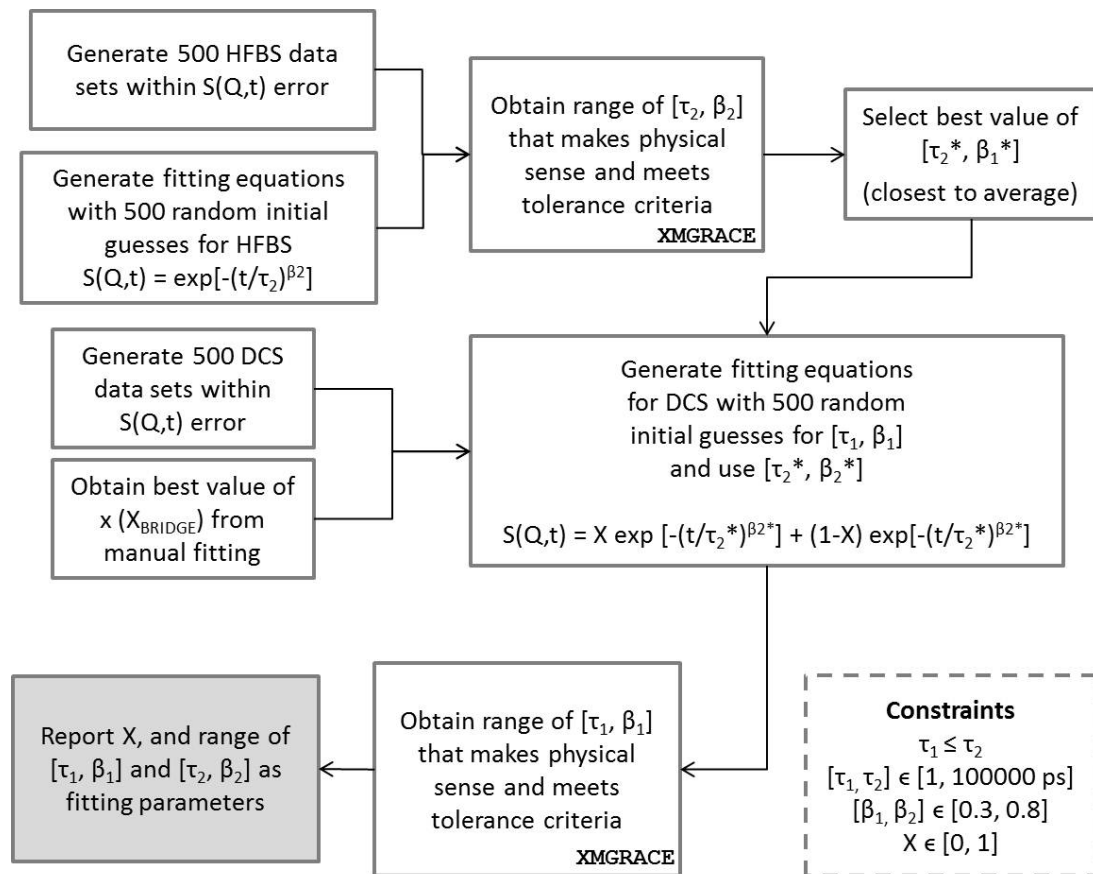 Generate 500 HFBS data
sets within S(Q,t) error
Generate fitting equations
with 500 random initial
guesses for HFBS
S(Q,t) = exp[-(t/τ₂)^β2]
Obtain range of [τ₂, β₂]
that makes physical
sense and meets
tolerance criteria
XMGRACE
Select best value of
[τ₂*, β₁*]
(closest to average)
Generate 500 DCS
data sets within
S(Q,t) error
Obtain best value of
x (X_BRIDGE) from
manual fitting
Generate fitting equations
for DCS with 500 random
initial guesses for [τ₁, β₁]
and use [τ₂*, β₂*]
S(Q,t) = X exp [-(t/τ₂*)^β2*] + (1-X) exp[-(t/τ₂*)^β2*]
Obtain range of [τ₁, β₁]
that makes physical
sense and meets
tolerance criteria
XMGRACE
Report X, and range of
[τ₁, β₁] and [τ₂, β₂] as
fitting parameters
Constraints
τ₁ ≤ τ₂
[τ₁, τ₂] ϵ [1, 100000 ps]
[β₁, β₂] ϵ [0.3, 0.8]
X ϵ [0, 1]